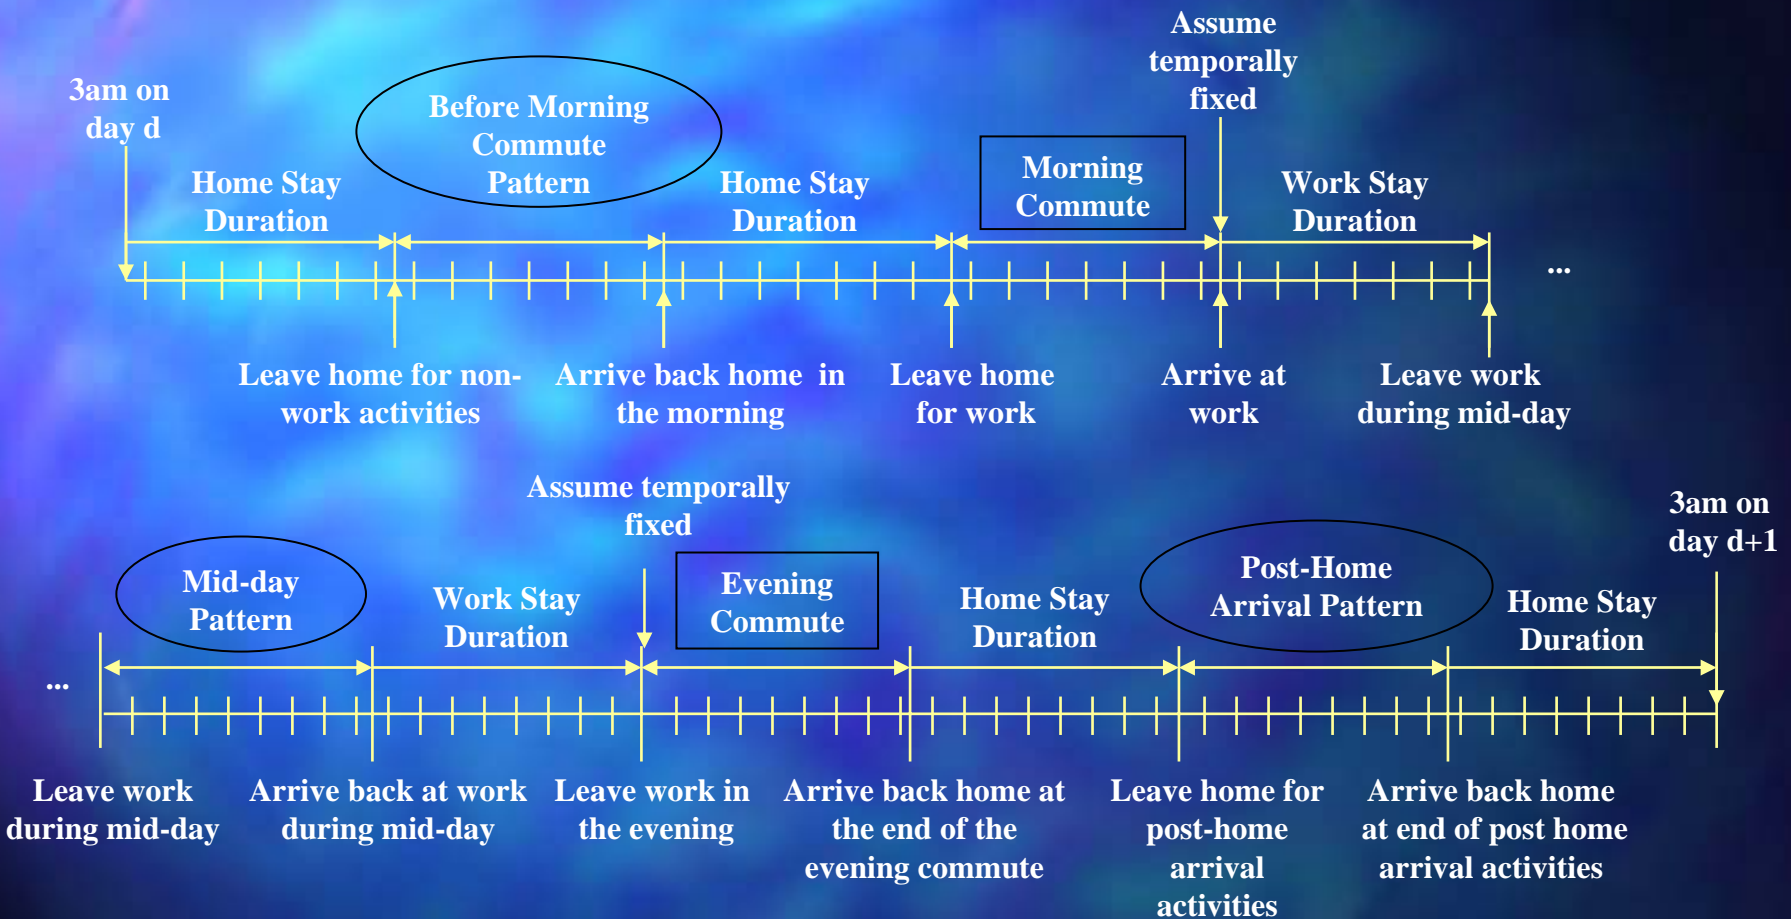 3am on
day d
Home Stay
Duration
Before Morning
Commute
Pattern
Home Stay
Duration
Morning
Commute
Assume
temporally
fixed
Work Stay
Duration
...
Leave home for non-
work activities
Arrive back home in
the morning
Leave home
for work
Arrive at
work
Leave work
during mid-day
...
Mid-day
Pattern
Work Stay
Duration
Assume temporally
fixed
Evening
Commute
Home Stay
Duration
Post-Home
Arrival Pattern
Home Stay
Duration
3am on
day d+1
Leave work
during mid-day
Arrive back at work
during mid-day
Leave work in
the evening
Arrive back home at
the end of the
evening commute
Leave home for
post-home
arrival
activities
Arrive back home
at end of post home
arrival activities